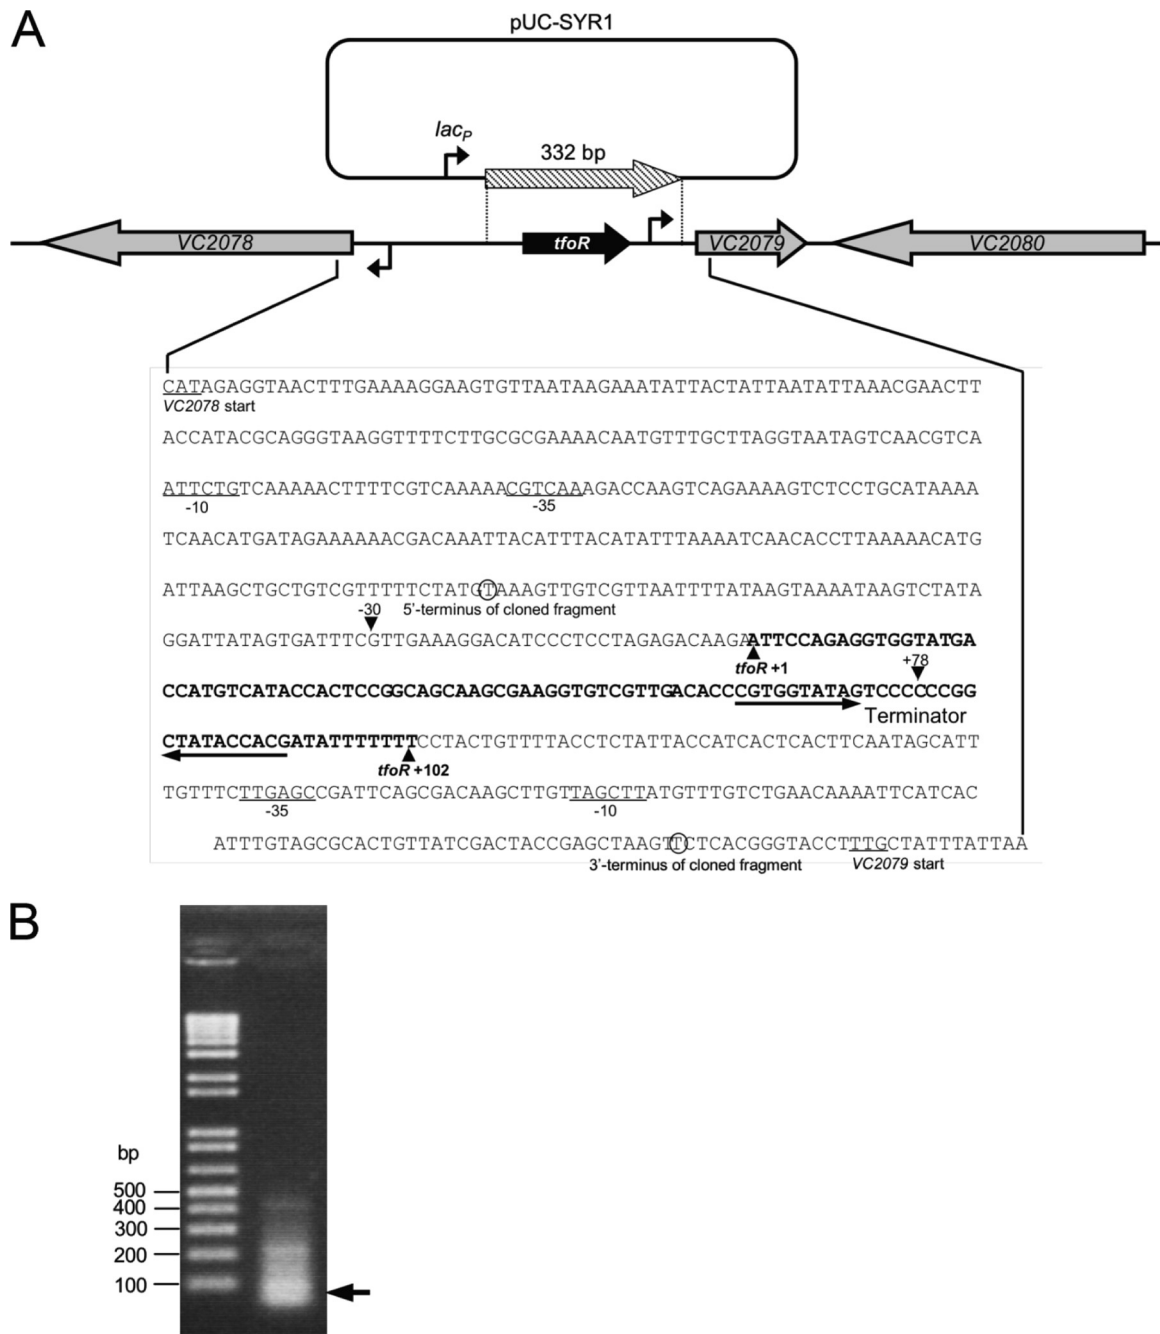 A
pUC-SYR1
lacP
332 bp
VC2078
tfoR
VC2079
VC2080
CATAGAGGTAACTTTGAAAAGGAAGTGTTAATAAGAAATATTACTATTAATATTAAACGAACTT
VC2078 start
ACCATACGCAGGGTAAGGTTTTCTTGCGCGAAAACAATGTTTGCTTAGGTAATAGTCAACGTCA
ATTCTGTCAAAAACTTTTCGTCAAAAACGTCAAAGACCAAGTCAGAAAAGTCTCCTGCATAAAA
-10 -35
TCAACATGATAGAAAAAACGACAAATTACATTTACATATTTAAAATCAACACCTTAAAAACATG
ATTAAGCTGCTGTCGTTTTTCTATGTAAAGTTGTCGTTAATTTTATAAGTAAAATAAGTCTATA
-30 5’-terminus of cloned fragment
GGATTATAGTGATTTCGTTGAAAGGACATCCCTCCTAGAGACAAGAATTCCAGAGGTGGTATGA
tfoR +1 +78
CCATGTCATACCACTCCGGCAGCAAGCGAAGGTGTCGTTGACACCCGTGGTATAGTCCCCCCGG
Terminator
CTATACCACGATATTTTTTTCCTACTGTTTTACCTCTATTACCATCACTCACTTCAATAGCATT
tfoR +102
TGTTTCTTGAGCCGATTCAGCGACAAGCTTGTTAGCTTATGTTTGTCTGAACAAAATTCATCAC
-35 -10
ATTTGTAGCGCACTGTTATCGACTACCGAGCTAAGTTCTCACGGGTACCTTTGCTATTTATTAA
3’-terminus of cloned fragment VC2079 start
B
bp
500
400
300
200
100